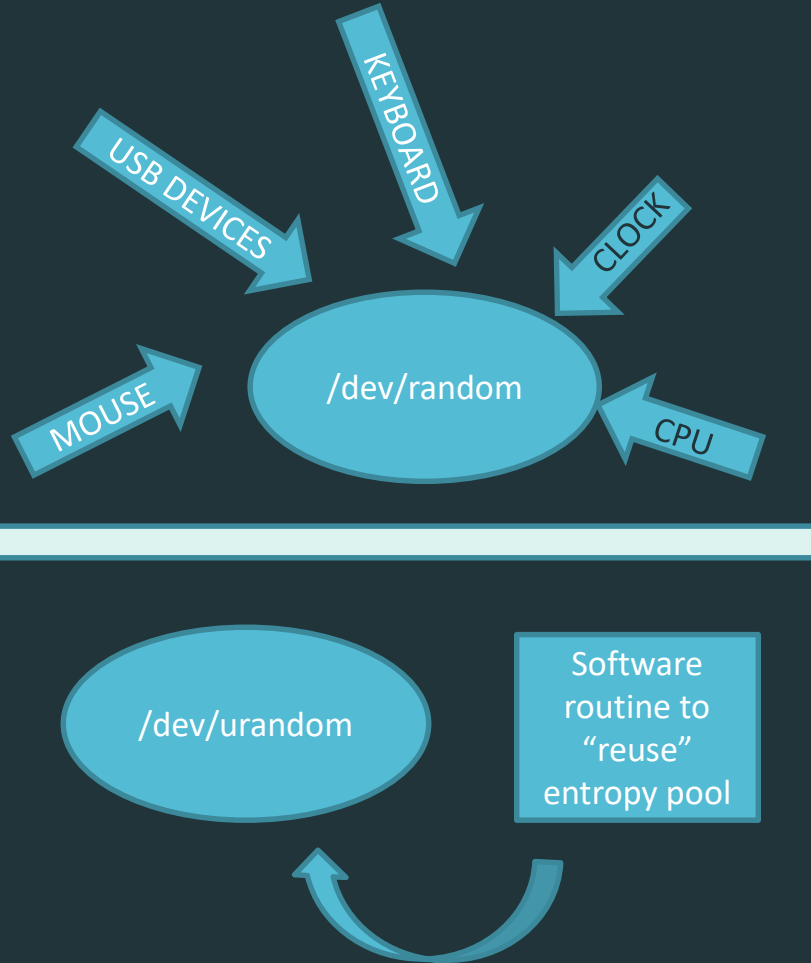 KEYBOARD
USB DEVICES
CLOCK
MOUSE
/dev/random
CPU
/dev/urandom
Software
routine to
“reuse”
entropy pool